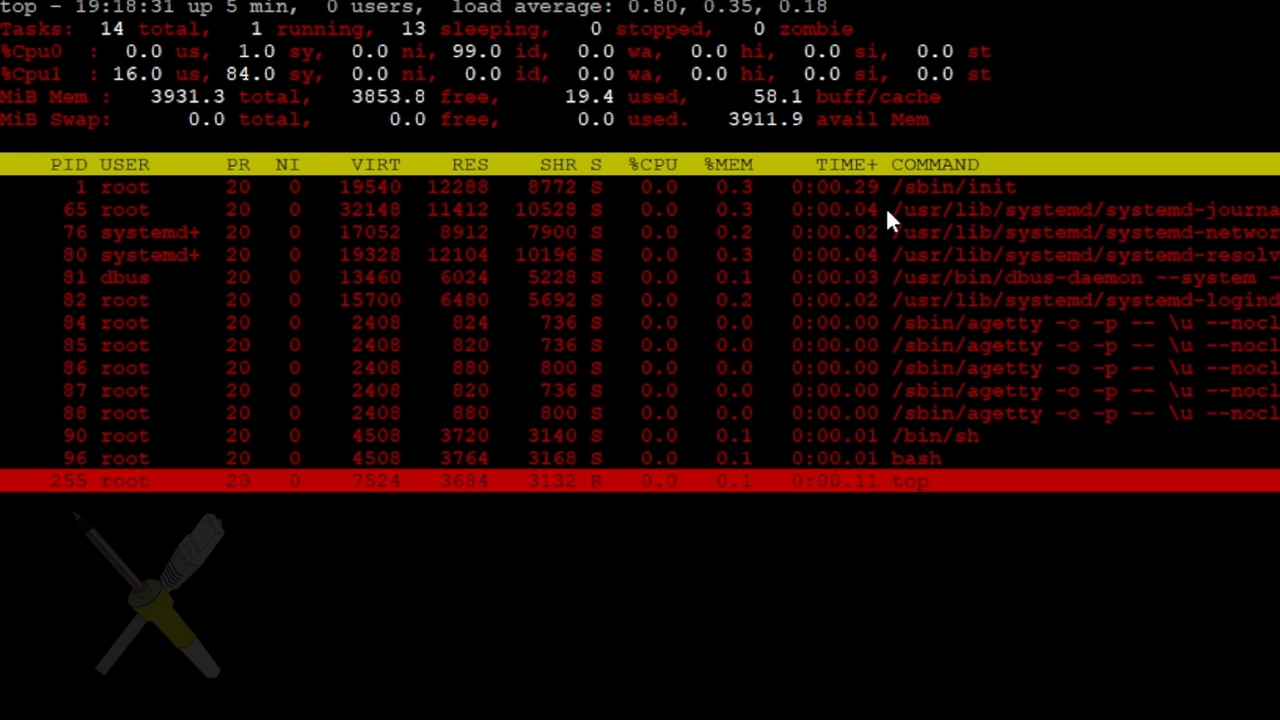 top - 19:18:31 up 5 min,  0 users,  load average: 0.80, 0.35, 0.18
Tasks:  14 total,   1 running,  13 sleeping,   0 stopped,   0 zombie
%Cpu0  :   0.0 us,  1.0 sy,  0.0 ni, 99.0 id,  0.0 wa,  0.0 hi,  0.0 si,  0.0 st
%Cpu1  : 16.0 us, 84.0 sy,  0.0 ni,  0.0 id,  0.0 wa,  0.0 hi,  0.0 si,  0.0 st
MiB Mem :   3931.3 total,   3853.8 free,     19.4 used,     58.1 buff/cache
MiB Swap:      0.0 total,      0.0 free,      0.0 used.   3911.9 avail Mem
PID USER      PR  NI    VIRT    RES    SHR S  %CPU  %MEM     TIME+ COMMAND
1 root      20   0   19540  12288   8772 S   0.0   0.3   0:00.29 /sbin/init
65 root      20   0   32148  11412  10528 S   0.0   0.3   0:00.04 /usr/lib/systemd/systemd-journa
76 systemd+  20   0   17052   8912   7900 S   0.0   0.2   0:00.02 /usr/lib/systemd/systemd-networ
80 systemd+  20   0   19328  12104  10196 S   0.0   0.3   0:00.04 /usr/lib/systemd/systemd-resolv
81 dbus      20   0   13460   6024   5228 S   0.0   0.1   0:00.03 /usr/bin/dbus-daemon --system -
82 root      20   0   15700   6480   5692 S   0.0   0.2   0:00.02 /usr/lib/systemd/systemd-logind
84 root      20   0    2408    824    736 S   0.0   0.0   0:00.00 /sbin/agetty -o -p -- \u --nocl
85 root      20   0    2408    820    736 S   0.0   0.0   0:00.00 /sbin/agetty -o -p -- \u --nocl
86 root      20   0    2408    880    800 S   0.0   0.0   0:00.00 /sbin/agetty -o -p -- \u --nocl
87 root      20   0    2408    820    736 S   0.0   0.0   0:00.00 /sbin/agetty -o -p -- \u --nocl
88 root      20   0    2408    880    800 S   0.0   0.0   0:00.00 /sbin/agetty -o -p -- \u --nocl
90 root      20   0    4508   3720   3140 S   0.0   0.1   0:00.01 /bin/sh
96 root      20   0    4508   3764   3168 S   0.0   0.1   0:00.01 bash
255 root      20   0    7524   3684   3132 R   0.0   0.1   0:00.11 top